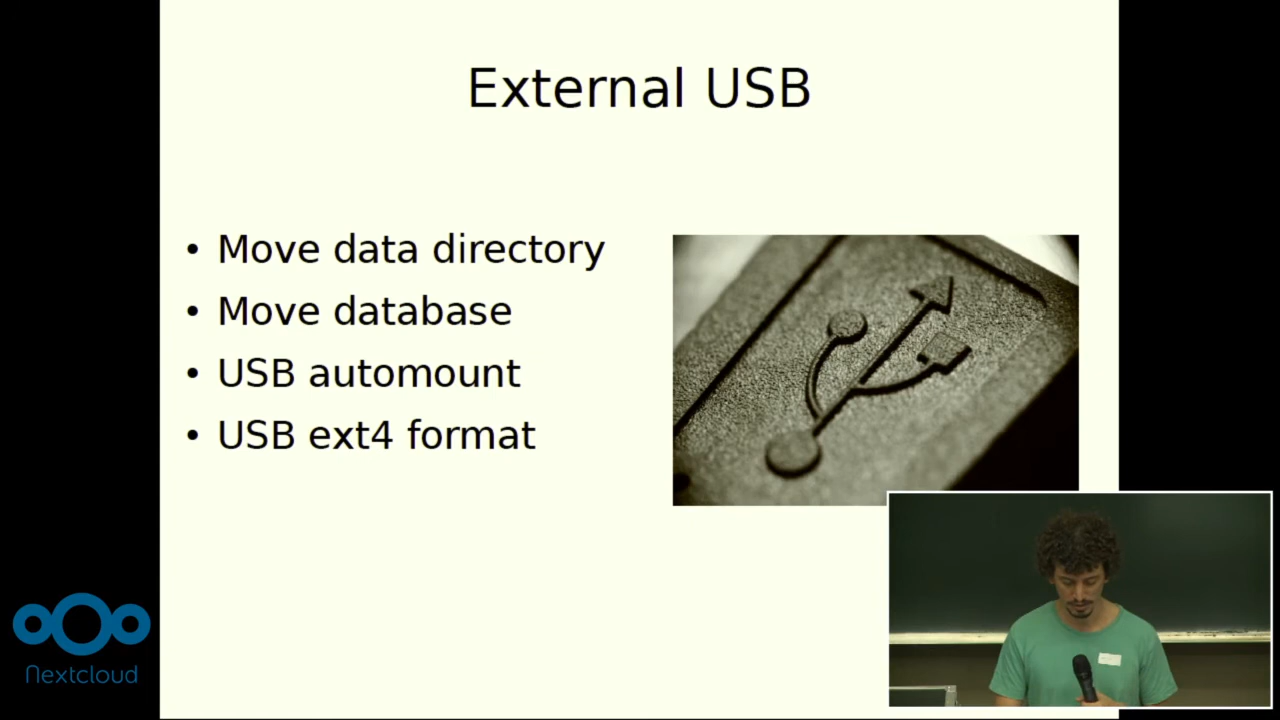 External USB
• Move data directory
• Move database
• USB automount
• USB ext4 format
Nextcloud